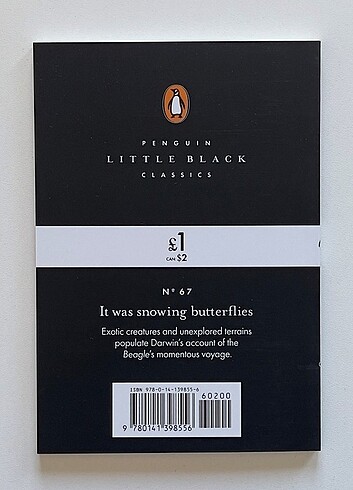 PENGUIN
LITTLE BLACK
CLASSICS
£1
CAN $2
Nº 67
It was snowing butterflies
Exotic creatures and unexplored terrains
populate Darwin's account of the
Beagle's momentous voyage.
ISBN 978-0-14-139855-6
60200
9 780141 398556